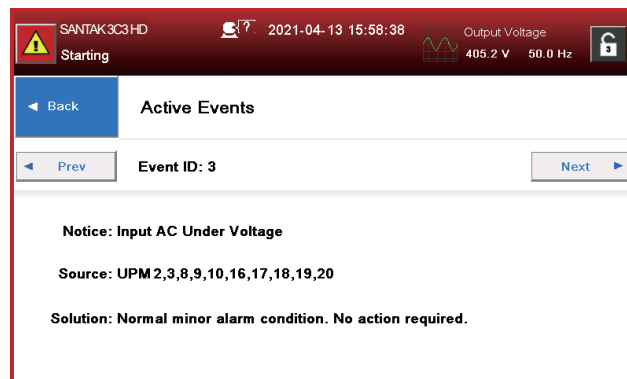 SANTAK 3C3 HD
Starting
? 2021-04-13 15:58:38
Output Voltage
405.2 V 50.0 Hz
3
◄ Back
Active Events
◄ Prev
Event ID: 3
Next ►
Notice: Input AC Under Voltage
Source: UPM 2,3,8,9,10,16,17,18,19,20
Solution: Normal minor alarm condition. No action required.